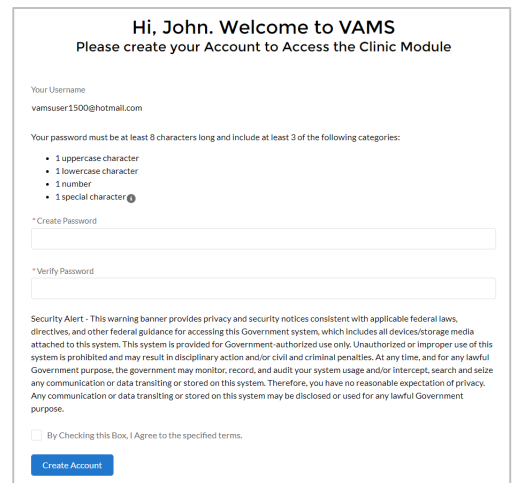 Hi, John. Welcome to VAMS
Please create your Account to Access the Clinic Module
Your Username
vamsuser1500@hotmail.com
Your password must be at least 8 characters long and include at least 3 of the following categories:
• 1 uppercase character
• 1 lowercase character
• 1 number
• 1 special character
* Create Password
* Verify Password
Security Alert - This warning banner provides privacy and security notices consistent with applicable federal laws,
directives, and other federal guidance for accessing this Government system, which includes all devices/storage media
attached to this system. This system is provided for Government-authorized use only. Unauthorized or improper use of this
system is prohibited and may result in disciplinary action and/or civil and criminal penalties. At any time, and for any lawful
Government purpose, the government may monitor, record, and audit your system usage and/or intercept, search and seize
any communication or data transiting or stored on this system. Therefore, you have no reasonable expectation of privacy.
Any communication or data transiting or stored on this system may be disclosed or used for any lawful Government
purpose.
By Checking this Box, I Agree to the specified terms.
Create Account